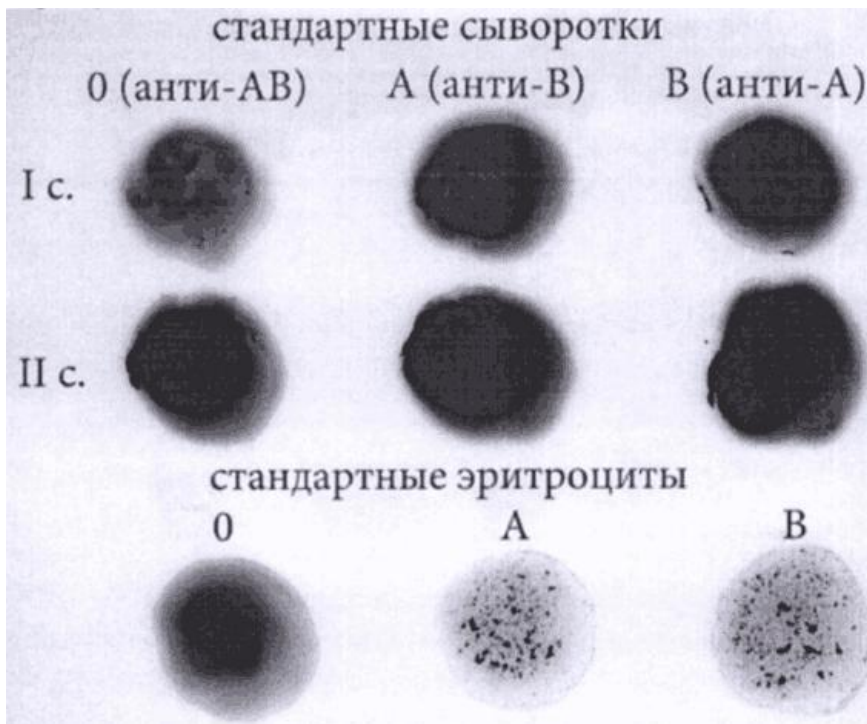 стандартные сыворотки
0 (анти-АВ) А (анти-В) В (анти-А)
I с.
II с.
стандартные эритроциты
0 А В